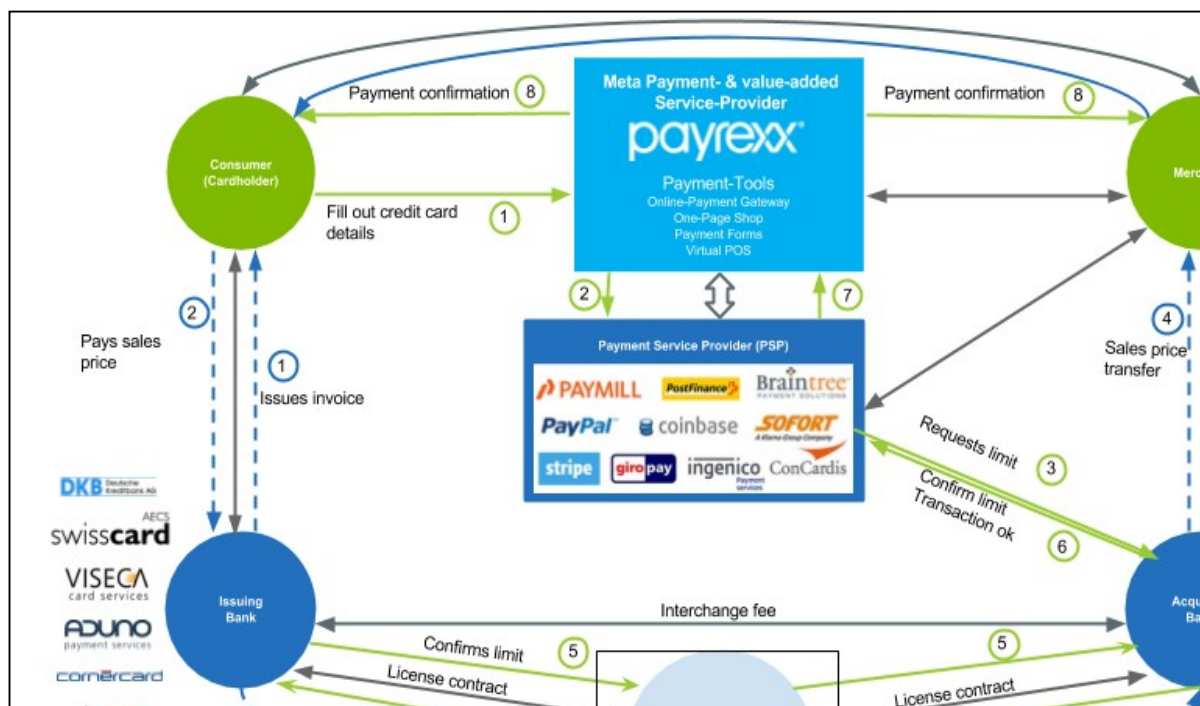 Meta Payment- & value-added
Service-Provider
payrexx
Payment-Tools
Online-Payment Gateway
One-Page Shop
Payment Forms
Virtual POS
Payment confirmation 8
Payment confirmation 8
Consumer
(Cardholder)
Merc
Fill out credit card
details
1
2
7
2
Pays sales
price
1
Issues invoice
4
Sales price
transfer
Payment Service Provider (PSP)
PAYMILL
PostFinance
Braintree
PAYMENT SOLUTIONS
PayPal
coinbase
SOFORT
A Klarna Group Company
stripe
giropay
ingenico
Payment
services
ConCardis
Requests limit
3
Confirm limit
Transaction ok
6
DKB Deutsche
Kreditbank AG
AECS
swisscard
VISECA
card services
ADUNO
payment services
cornèrcard
Issuing
Bank
Acqu
Ba
Interchange fee
Confirms limit 5
5
License contract
License contract